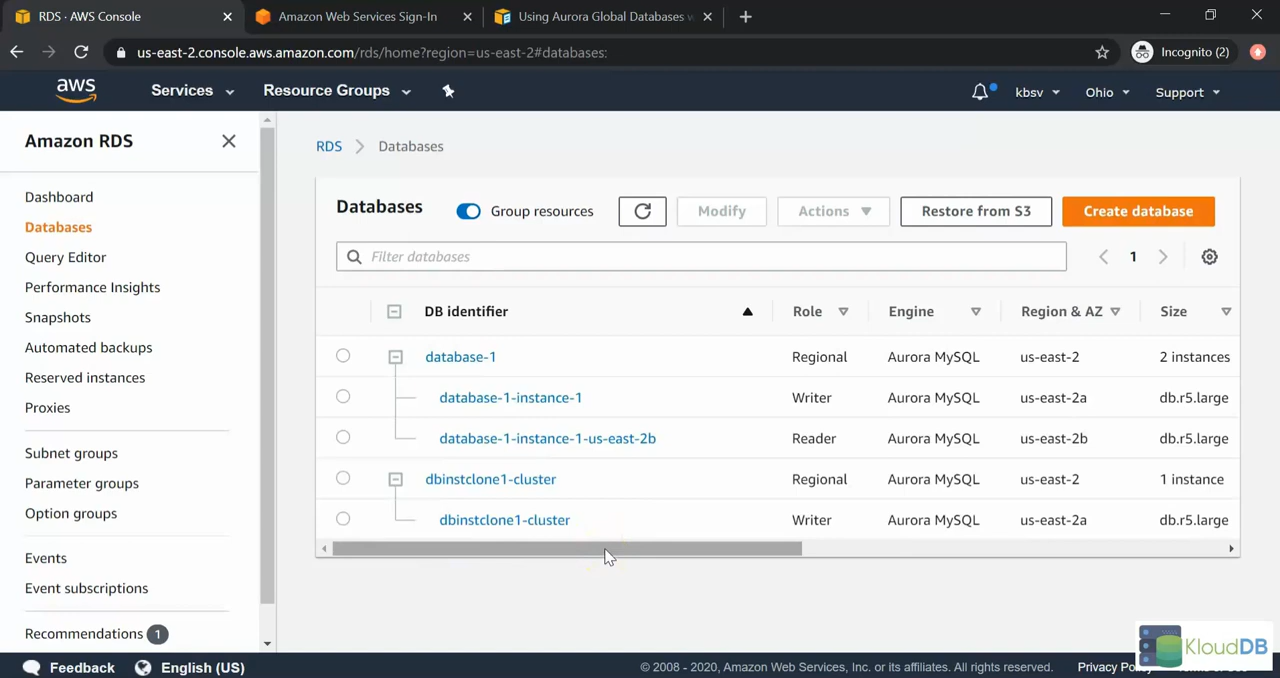 RDS · AWS Console
Amazon Web Services Sign-In
Using Aurora Global Databases
us-east-2.console.aws.amazon.com/rds/home?region=us-east-2#databases:
Incognito (2)
aws
Services
Resource Groups
kbsv
Ohio
Support
Amazon RDS
Dashboard
Databases
Query Editor
Performance Insights
Snapshots
Automated backups
Reserved instances
Proxies
Subnet groups
Parameter groups
Option groups
Events
Event subscriptions
Recommendations 1
RDS > Databases
Databases
Group resources
Modify
Actions
Restore from S3
Create database
Filter databases
1
DB identifier Role Engine Region & AZ Size
database-1 Regional Aurora MySQL us-east-2 2 instances
database-1-instance-1 Writer Aurora MySQL us-east-2a db.r5.large
database-1-instance-1-us-east-2b Reader Aurora MySQL us-east-2b db.r5.large
dbinstclone1-cluster Regional Aurora MySQL us-east-2 1 instance
dbinstclone1-cluster Writer Aurora MySQL us-east-2a db.r5.large
KloudDB
Feedback
English (US)
© 2008 - 2020, Amazon Web Services, Inc. or its affiliates. All rights reserved.
Privacy Policy